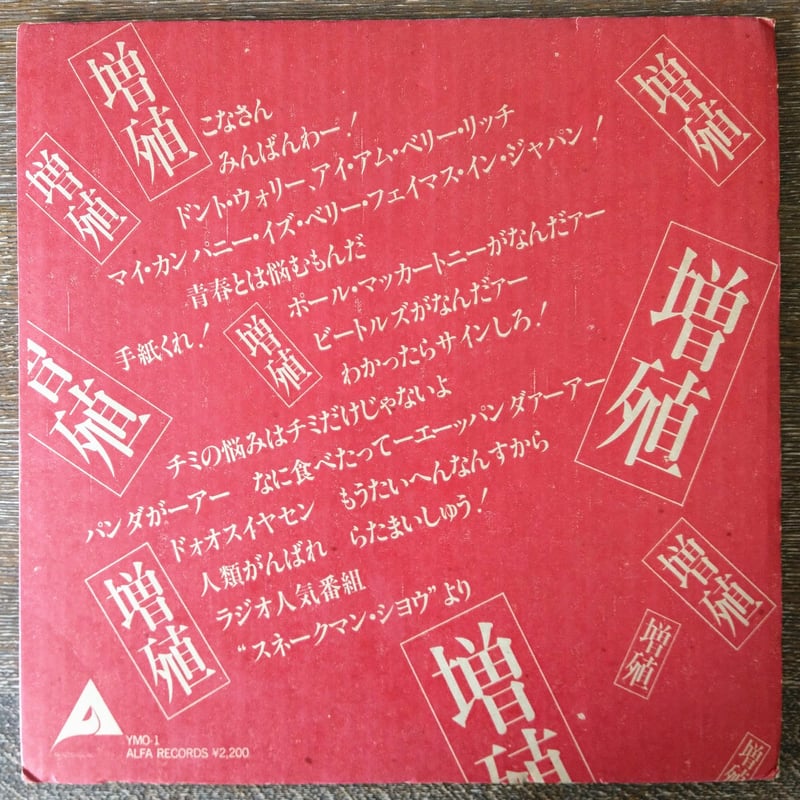 増殖
増殖
増殖
こなさん
みんばんわー!
ドント・ウォリー、アイ・アム・ベリー・リッチ
マイ・カンパニー・イズ・ベリー・フェイマス・イン・ジャパン!
青春とは悩むもんだ
ポール・マッカートニーがなんだァー
手紙くれ!
増殖
ビートルズがなんだァー
わかったらサインしろ!
増殖
増殖
チミの悩みはチミだけじゃないよ
パンダがーアー なに食べたってーエーッパンダァーアー
ドォオスイヤセン もうたいへんなんすから
人類がんばれ らたまいしゅう!
ラジオ人気番組
“スネークマン・ショウ”より
増殖
増殖
増殖
増殖
増殖
YMO-1
ALFA RECORDS ¥2,200